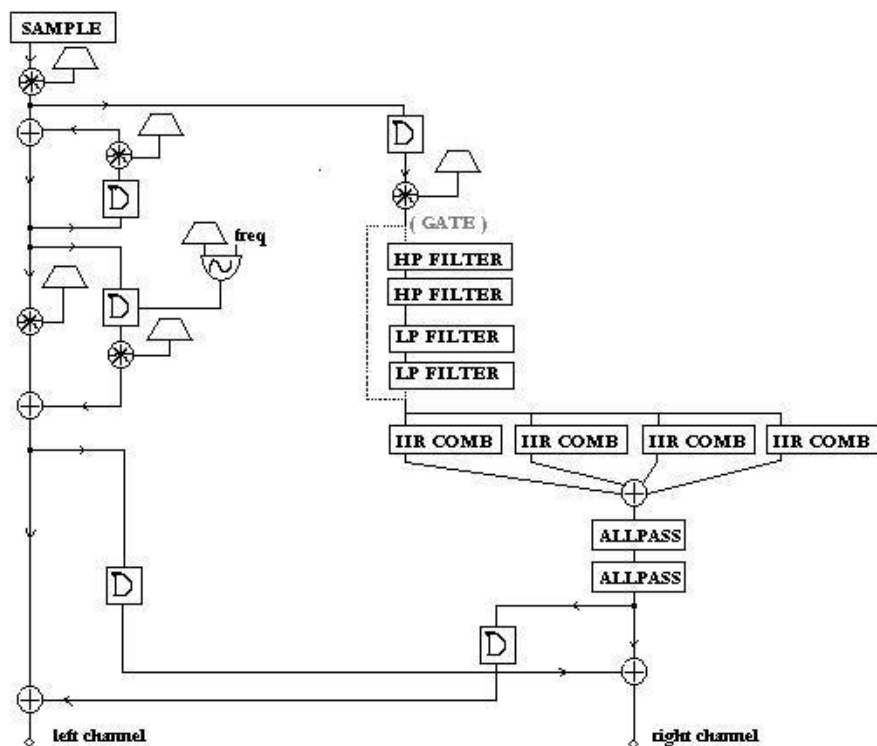 SAMPLE
D
( GATE )
D
freq
HP FILTER
HP FILTER
D
LP FILTER
LP FILTER
IIR COMB IIR COMB IIR COMB IIR COMB
ALLPASS
ALLPASS
D
D
left channel
right channel